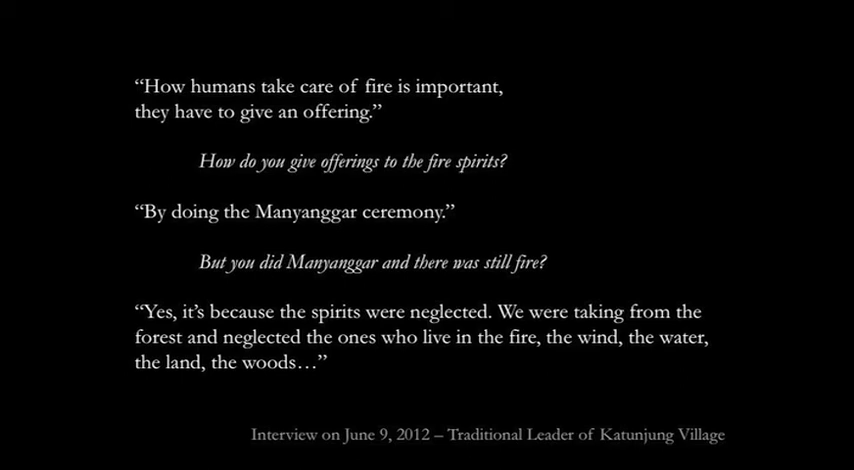 “How humans take care of fire is important,
they have to give an offering.”
How do you give offerings to the fire spirits?
“By doing the Manyanggar ceremony.”
But you did Manyanggar and there was still fire?
“Yes, it’s because the spirits were neglected. We were taking from the
forest and neglected the ones who live in the fire, the wind, the water,
the land, the woods…”
Interview on June 9, 2012 – Traditional Leader of Katunjung Village